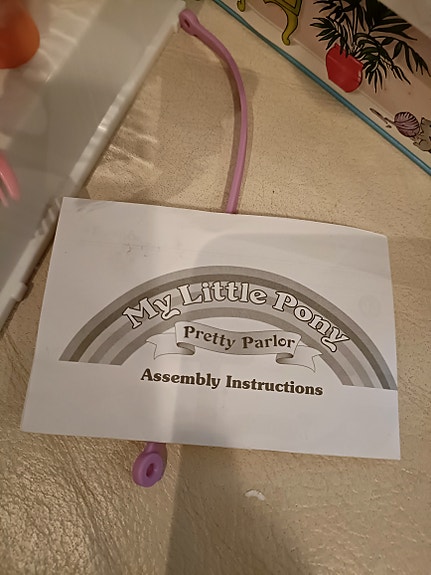 My Little Pony
Pretty Parlor
Assembly Instructions